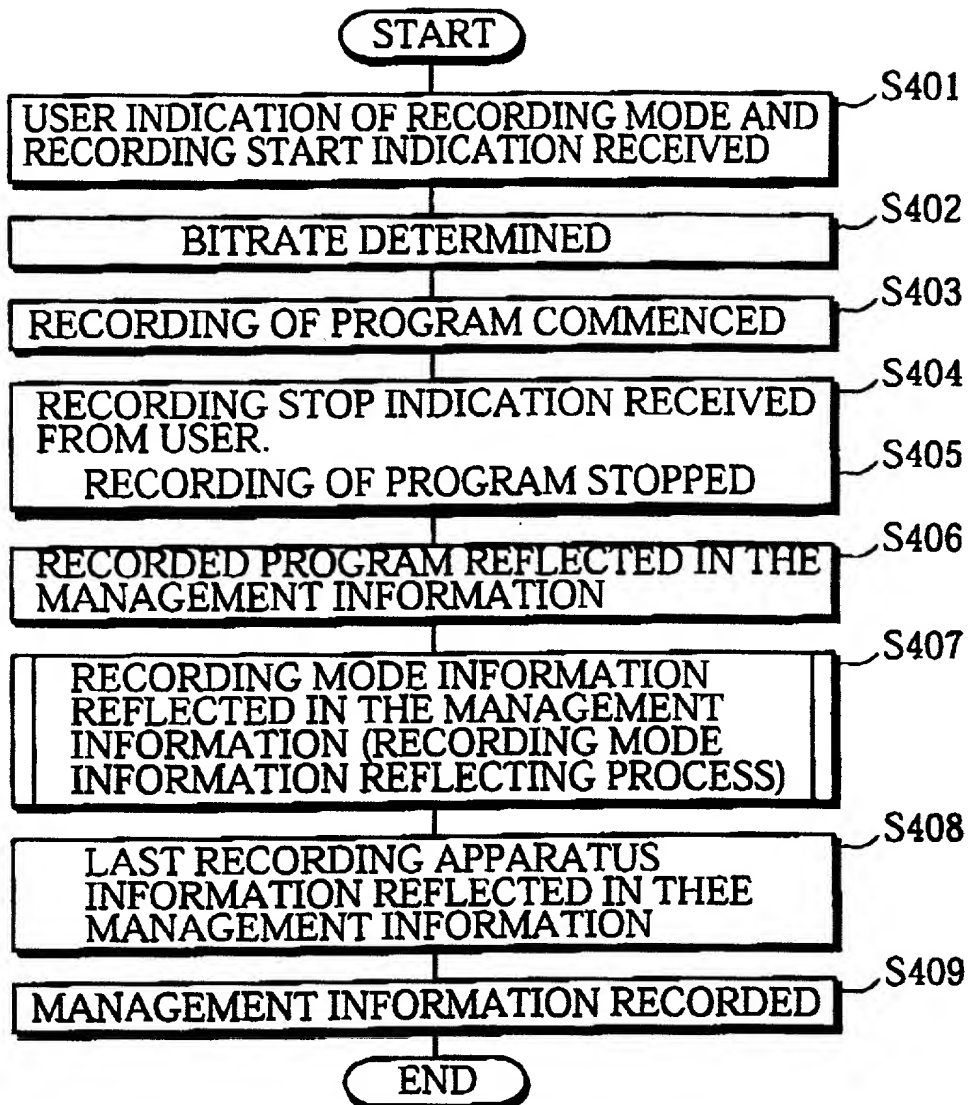 START
S401
USER INDICATION OF RECORDING MODE AND
RECORDING START INDICATION RECEIVED
S402
BITRATE DETERMINED
S403
RECORDING OF PROGRAM COMMENCED
S404
RECORDING STOP INDICATION RECEIVED
FROM USER.
S405
RECORDING OF PROGRAM STOPPED
S406
RECORDED PROGRAM REFLECTED IN THE
MANAGEMENT INFORMATION
S407
RECORDING MODE INFORMATION
REFLECTED IN THE MANAGEMENT
INFORMATION (RECORDING MODE
INFORMATION REFLECTING PROCESS)
S408
LAST RECORDING APPARATUS
INFORMATION REFLECTED IN THEE
MANAGEMENT INFORMATION
S409
MANAGEMENT INFORMATION RECORDED
END